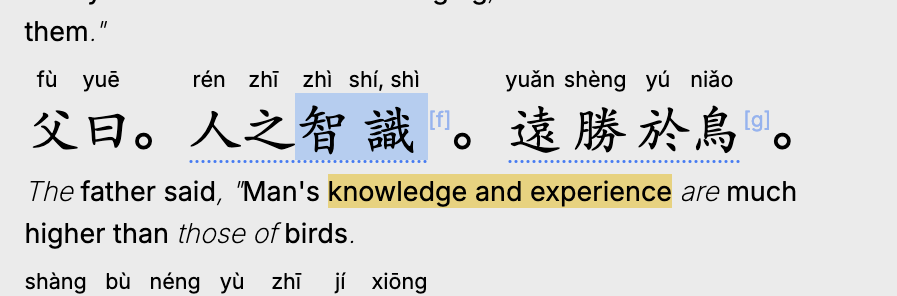 them."
fù yuē rén zhī zhì shí, shì yuǎn shèng yú niǎo
父曰。人之智識[f]。遠勝於鳥[g]。
The father said, "Man's knowledge and experience are much
higher than those of birds.
shàng bù néng yù zhī jí xiōng